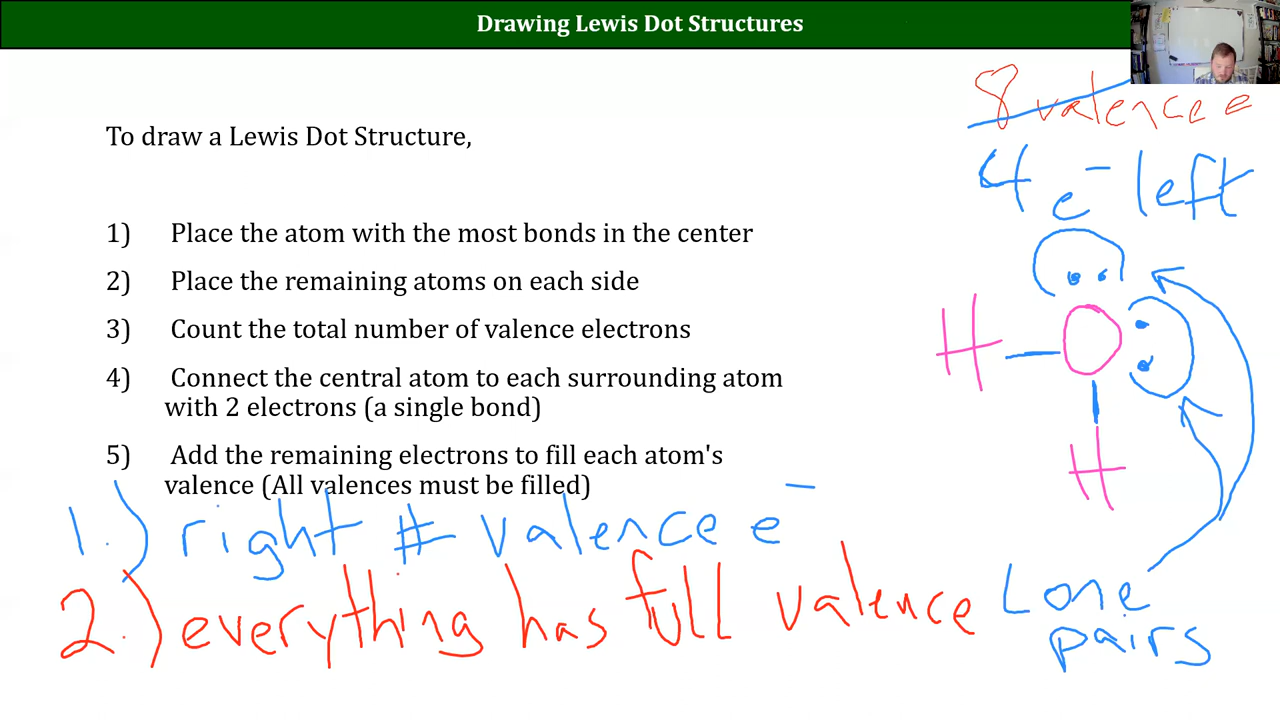 Drawing Lewis Dot Structures
8 valence e
4 e⁻ left
To draw a Lewis Dot Structure,
1) Place the atom with the most bonds in the center
2) Place the remaining atoms on each side
3) Count the total number of valence electrons
4) Connect the central atom to each surrounding atom
with 2 electrons (a single bond)
5) Add the remaining electrons to fill each atom's
valence (All valences must be filled)
H O
H
1.) right # valence e⁻
2.) everything has full valence
Lone
pairs